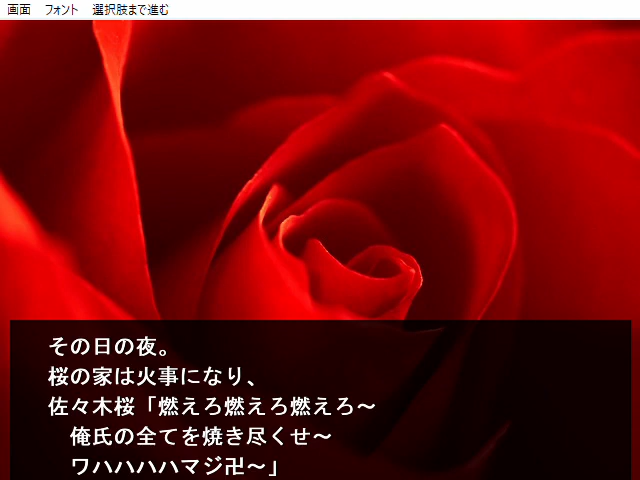 画面 フォント 選択肢まで進む
その日の夜。
桜の家は火事になり、
佐々木桜「燃えろ燃えろ燃えろ～
俺氏の全てを焼き尽くせ～
ワハハハハマジ卍～」